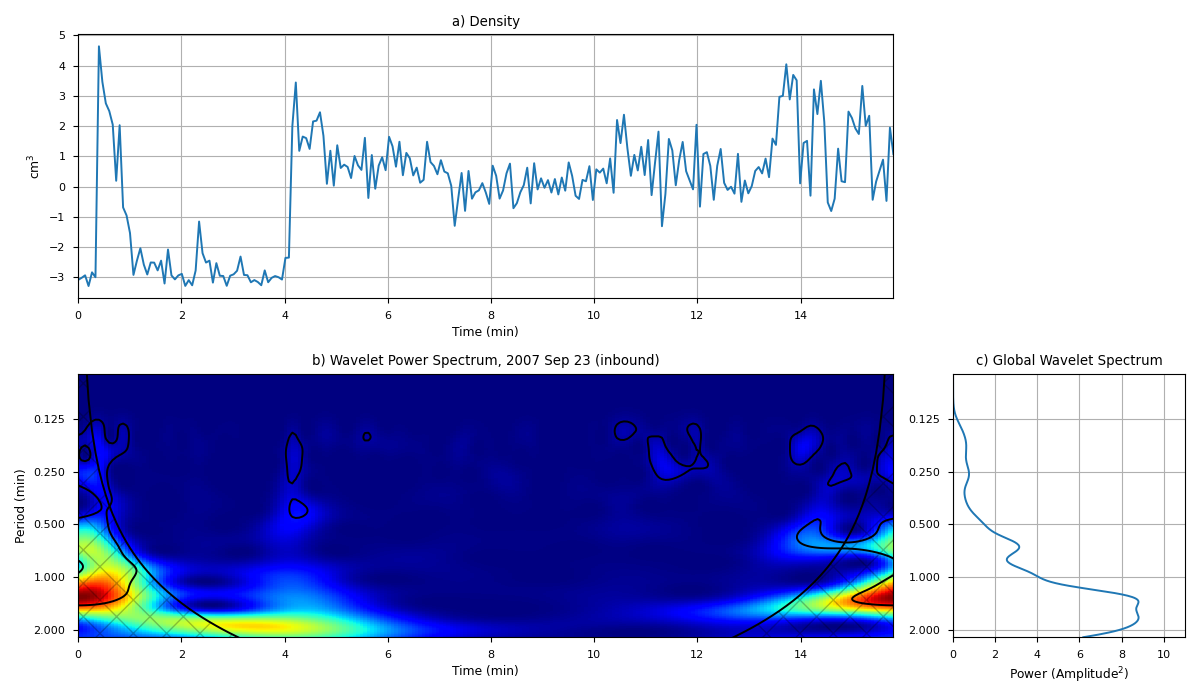 a) Density
cm³
5
4
3
2
1
0
−1
−2
−3
0 2 4 6 8 10 12 14
Time (min)
b) Wavelet Power Spectrum, 2007 Sep 23 (inbound)
Period (min)
0.125
0.250
0.500
1.000
2.000
0 2 4 6 8 10 12 14
Time (min)
c) Global Wavelet Spectrum
0.125
0.250
0.500
1.000
2.000
0 2 4 6 8 10
Power (Amplitude²)